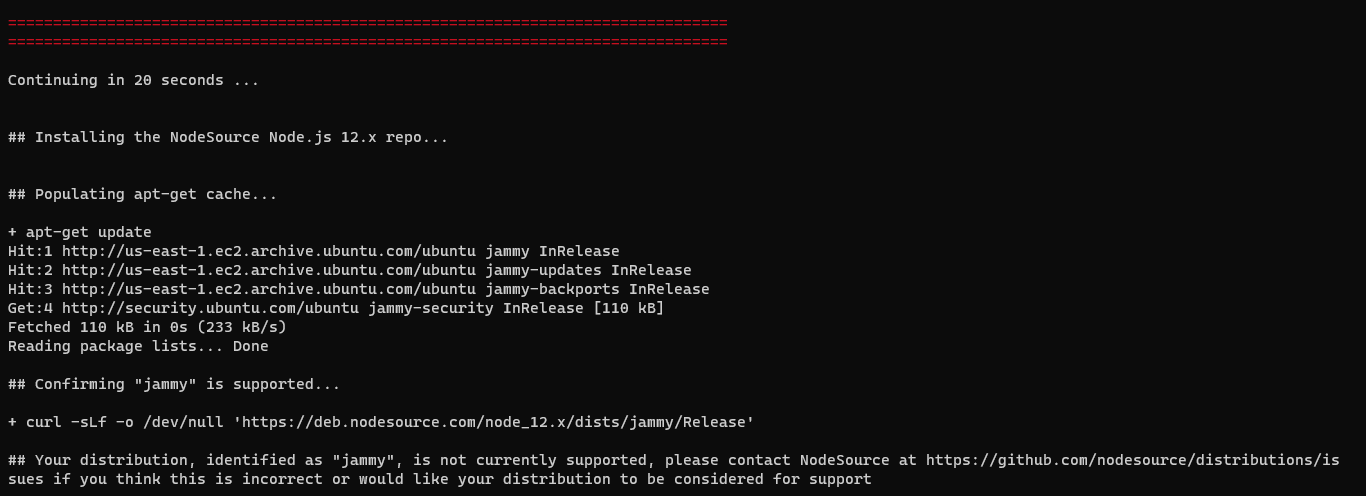 ================================================================================
================================================================================
Continuing in 20 seconds ...
## Installing the NodeSource Node.js 12.x repo...
## Populating apt-get cache...
+ apt-get update
Hit:1 http://us-east-1.ec2.archive.ubuntu.com/ubuntu jammy InRelease
Hit:2 http://us-east-1.ec2.archive.ubuntu.com/ubuntu jammy-updates InRelease
Hit:3 http://us-east-1.ec2.archive.ubuntu.com/ubuntu jammy-backports InRelease
Get:4 http://security.ubuntu.com/ubuntu jammy-security InRelease [110 kB]
Fetched 110 kB in 0s (233 kB/s)
Reading package lists... Done
## Confirming "jammy" is supported...
+ curl -sLf -o /dev/null 'https://deb.nodesource.com/node_12.x/dists/jammy/Release'
## Your distribution, identified as "jammy", is not currently supported, please contact NodeSource at https://github.com/nodesource/distributions/is
sues if you think this is incorrect or would like your distribution to be considered for support